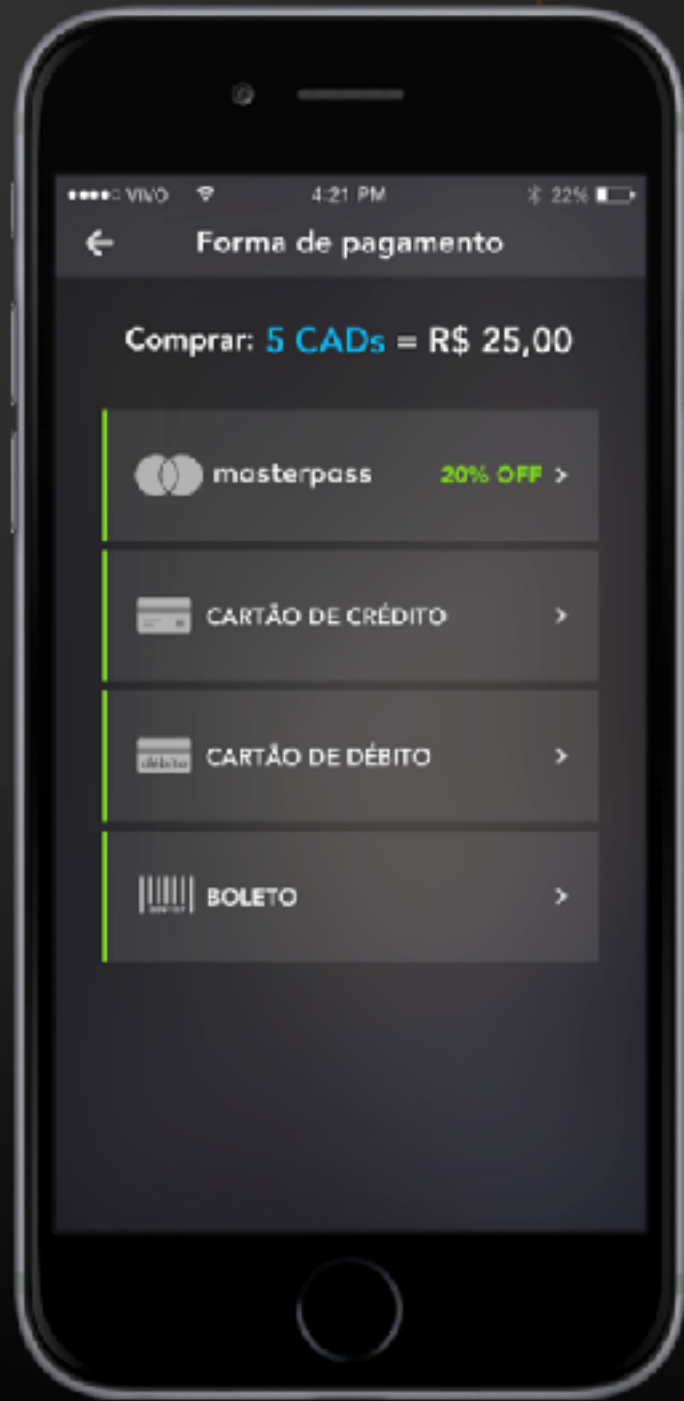 VIVO 4:21 PM 22%
Forma de pagamento
Comprar: 5 CADs = R$ 25,00
masterpass 20% OFF >
CARTÃO DE CRÉDITO >
débito CARTÃO DE DÉBITO >
BOLETO >